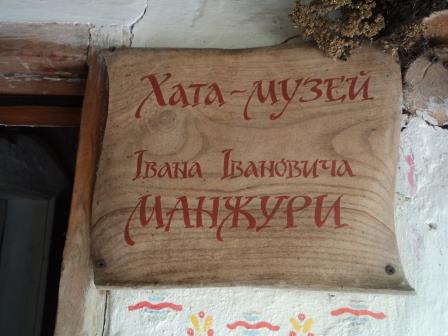 Хата-музей
Івана Івановича
МАНЖУРИ